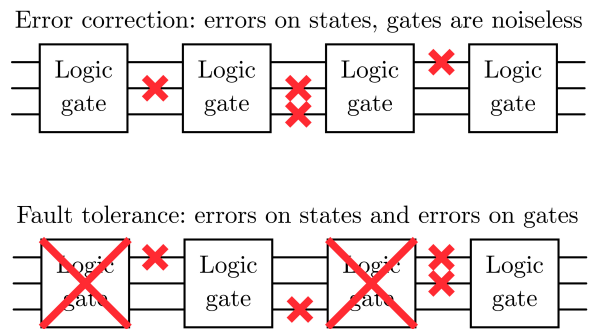 Error correction: errors on states, gates are noiseless
Logic Logic Logic Logic
gate gate gate gate
Fault tolerance: errors on states and errors on gates
Logic Logic Logic Logic
gate gate gate gate